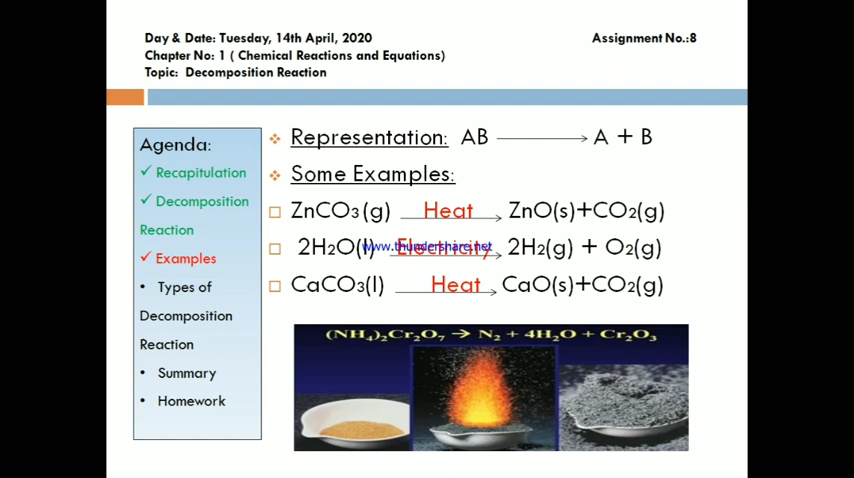 Day & Date: Tuesday, 14th April, 2020
Assignment No.:8
Chapter No: 1 ( Chemical Reactions and Equations)
Topic: Decomposition Reaction
Agenda:
✓ Recapitulation
✓ Decomposition
Reaction
✓ Examples
• Types of
Decomposition
Reaction
• Summary
• Homework
❖ Representation: AB ⟶ A + B
❖ Some Examples:
□ ZnCO₃ (g) Heat ⟶ ZnO(s)+CO₂(g)
□ 2H₂O(l) Electricity ⟶ 2H₂(g) + O₂(g)
www.thundershare.net
□ CaCO₃(l) Heat ⟶ CaO(s)+CO₂(g)
(NH₄)₂Cr₂O₇ → N₂ + 4H₂O + Cr₂O₃